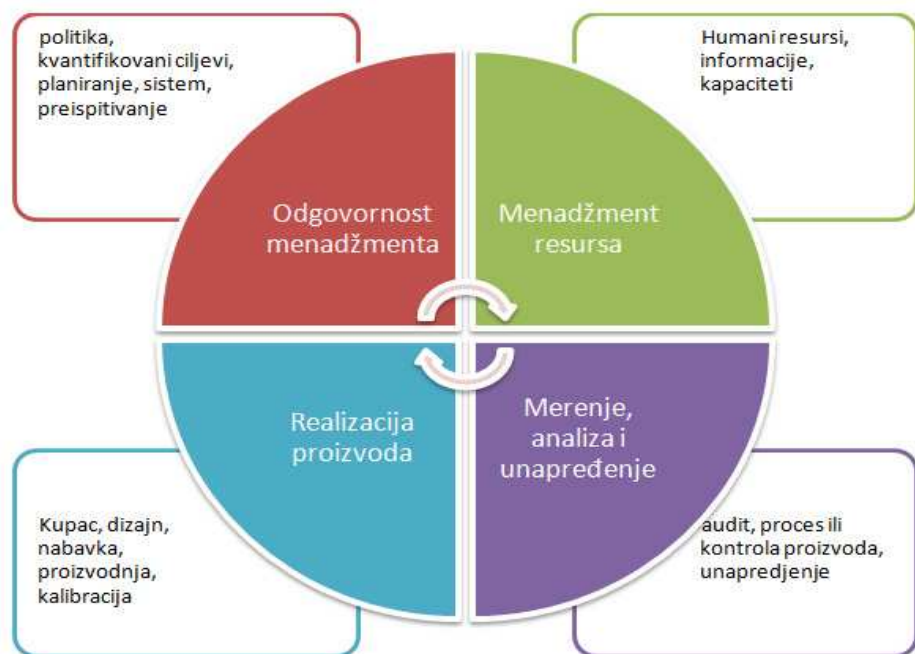 politika,
kvantifikovani ciljevi,
planiranje, sistem,
preispitivanje
Humani resursi,
informacije,
kapaciteti
Odgovornost
menadžmenta
Menadžment
resursa
Realizacija
proizvoda
Merenje,
analiza i
unapređenje
Kupac, dizajn,
nabavka,
proizvodnja,
kalibracija
audit, proces ili
kontrola proizvoda,
unapredjenje